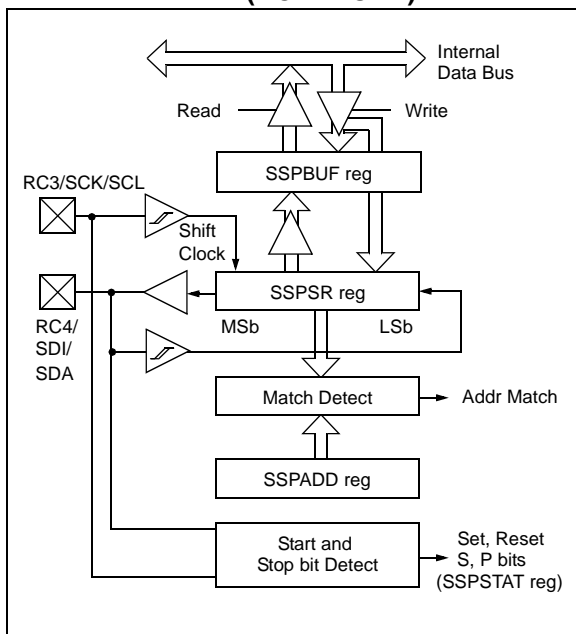 Internal
Data Bus
Read
Write
SSPBUF reg
RC3/SCK/SCL
Shift
Clock
SSPSR reg
MSb
LSb
RC4/
SDI/
SDA
Match Detect
Addr Match
SSPADD reg
Start and
Stop bit Detect
Set, Reset
S, P bits
(SSPSTAT reg)